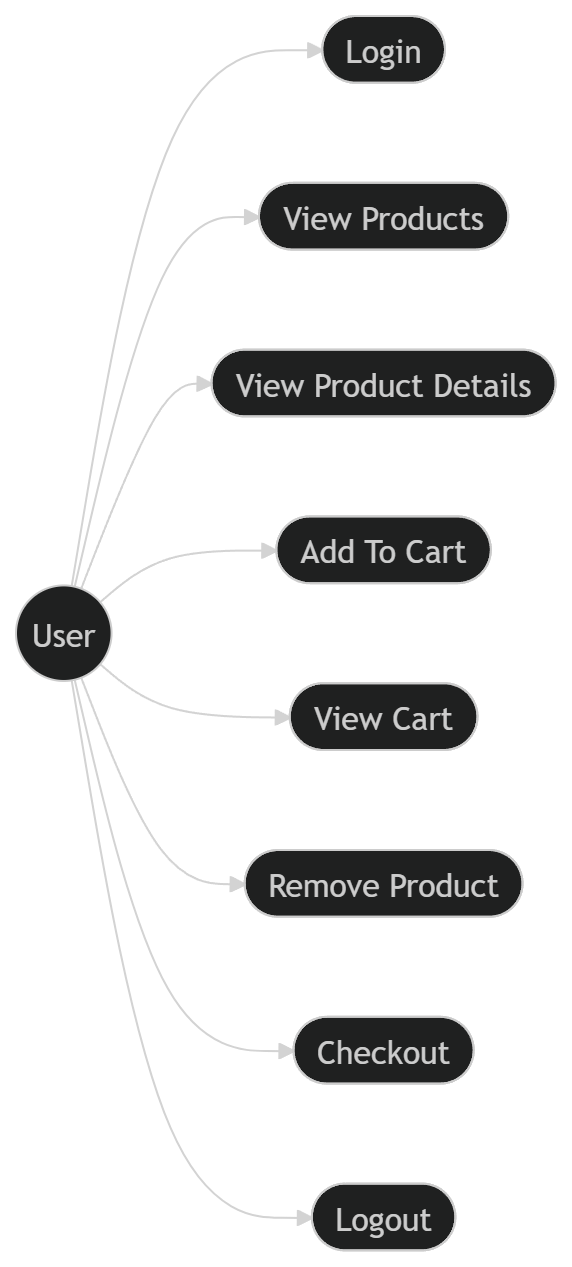 Login
View Products
View Product Details
Add To Cart
User
View Cart
Remove Product
Checkout
Logout